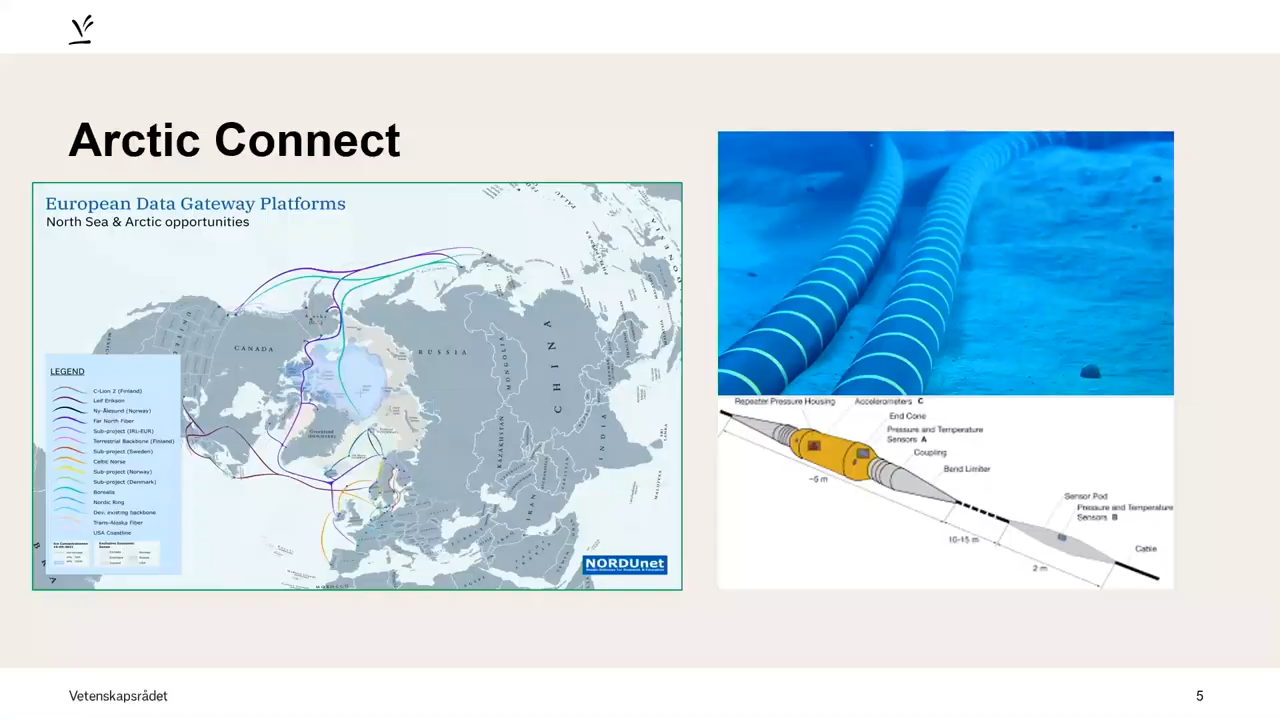 Arctic Connect
European Data Gateway Platforms
North Sea & Arctic opportunities
CANADA
RUSSIA
MONGOLIA
CHINA
KAZAKHSTAN
INDIA
IRAN
LEGEND
C-Lion 2 (Finland)
Leif Erikson
Ny-Ålesund (Norway)
Far North Fiber
Sub-project (IRL-EUR)
Terrestrial Backbone (Finland)
Sub-project (Sweden)
Celtic Norse
Sub-project (Norway)
Sub-project (Denmark)
Borealis
Nordic Ring
Dev. existing backbone
Trans-Alaska Fiber
USA Coastline
NORDUnet
Repeater Pressure Housing
Accelerometers C
End Cone
Pressure and Temperature
Sensors A
Coupling
Bend Limiter
~5 m
Sensor Pod
Pressure and Temperature
Sensors B
10-15 m
Cable
2 m
Vetenskapsrådet
5